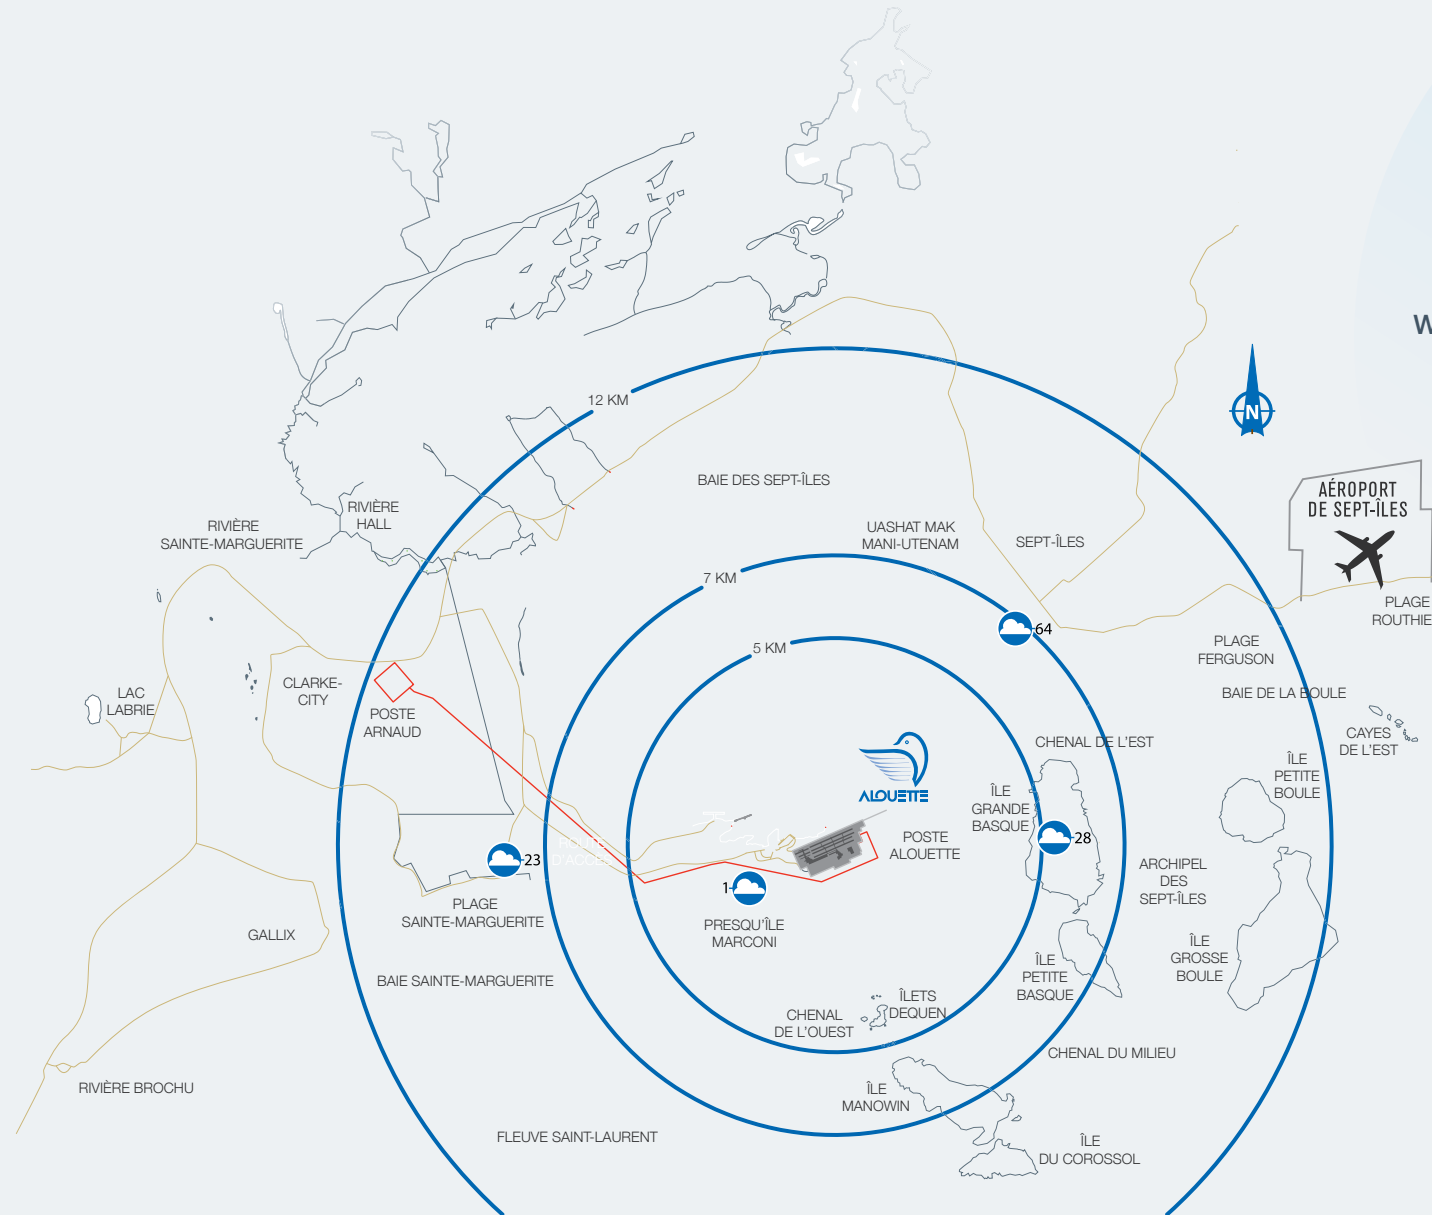 W
12 KM
AÉROPORT
DE SEPT-ÎLES
BAIE DES SEPT-ÎLES
RIVIÈRE
HALL
RIVIÈRE
SAINTE-MARGUERITE
UASHAT MAK
MANI-UTENAM
SEPT-ÎLES
N
7 KM
PLAGE
ROUTHIE
64
5 KM
PLAGE
FERGUSON
CLARKE-
CITY
LAC
LABRIE
BAIE DE LA BOULE
POSTE
ARNAUD
CAYES
DE L'EST
CHENAL DE L'EST
ÎLE
PETITE
BOULE
ALOUETTE
ÎLE
GRANDE
BASQUE
POSTE
ALOUETTE
28
ROUTE
D'ACCÈS
23
ARCHIPEL
DES
SEPT-ÎLES
1
PLAGE
SAINTE-MARGUERITE
PRESQU'ÎLE
MARCONI
GALLIX
ÎLE
GROSSE
BOULE
ÎLE
PETITE
BASQUE
BAIE SAINTE-MARGUERITE
ÎLETS
DEQUEN
CHENAL
DE L'OUEST
CHENAL DU MILIEU
RIVIÈRE BROCHU
ÎLE
MANOWIN
FLEUVE SAINT-LAURENT
ÎLE
DU COROSSOL